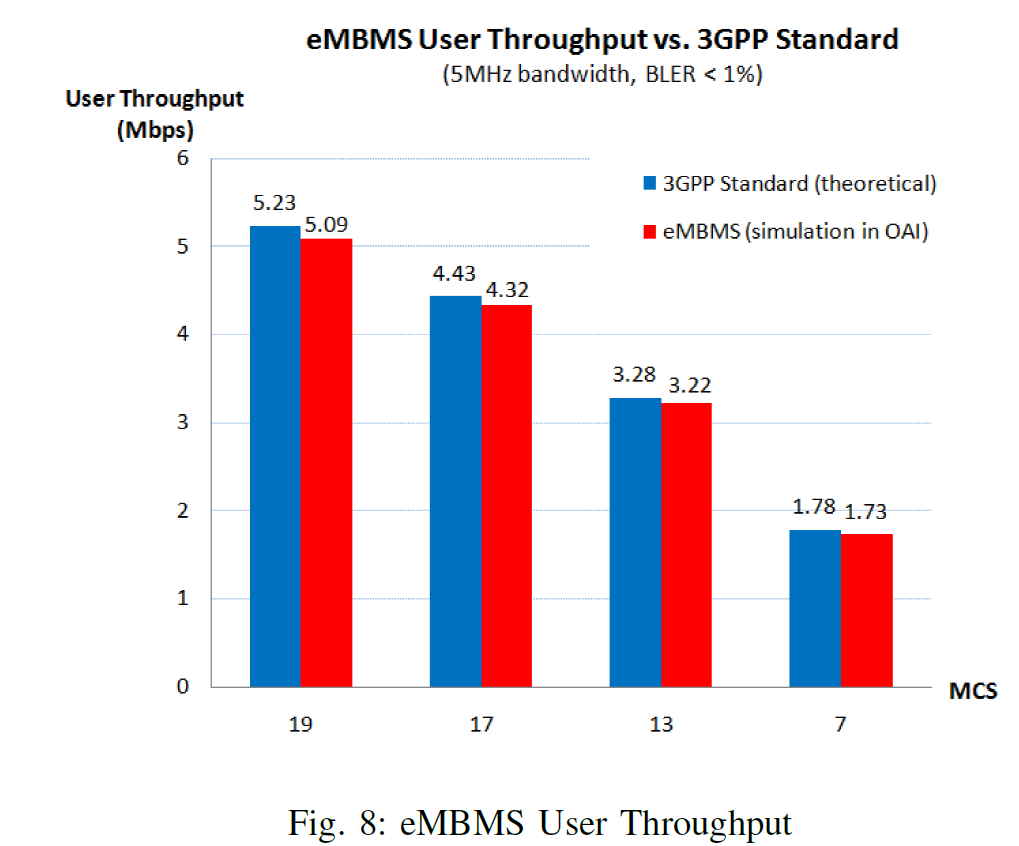 eMBMS User Throughput vs. 3GPP Standard
(5MHz bandwidth, BLER < 1%)
User Throughput
(Mbps)
6
5
4
3
2
1
0
3GPP Standard (theoretical)
eMBMS (simulation in OAI)
5.23
5.09
4.43
4.32
3.28
3.22
1.78
1.73
MCS
19
17
13
7
Fig. 8: eMBMS User Throughput